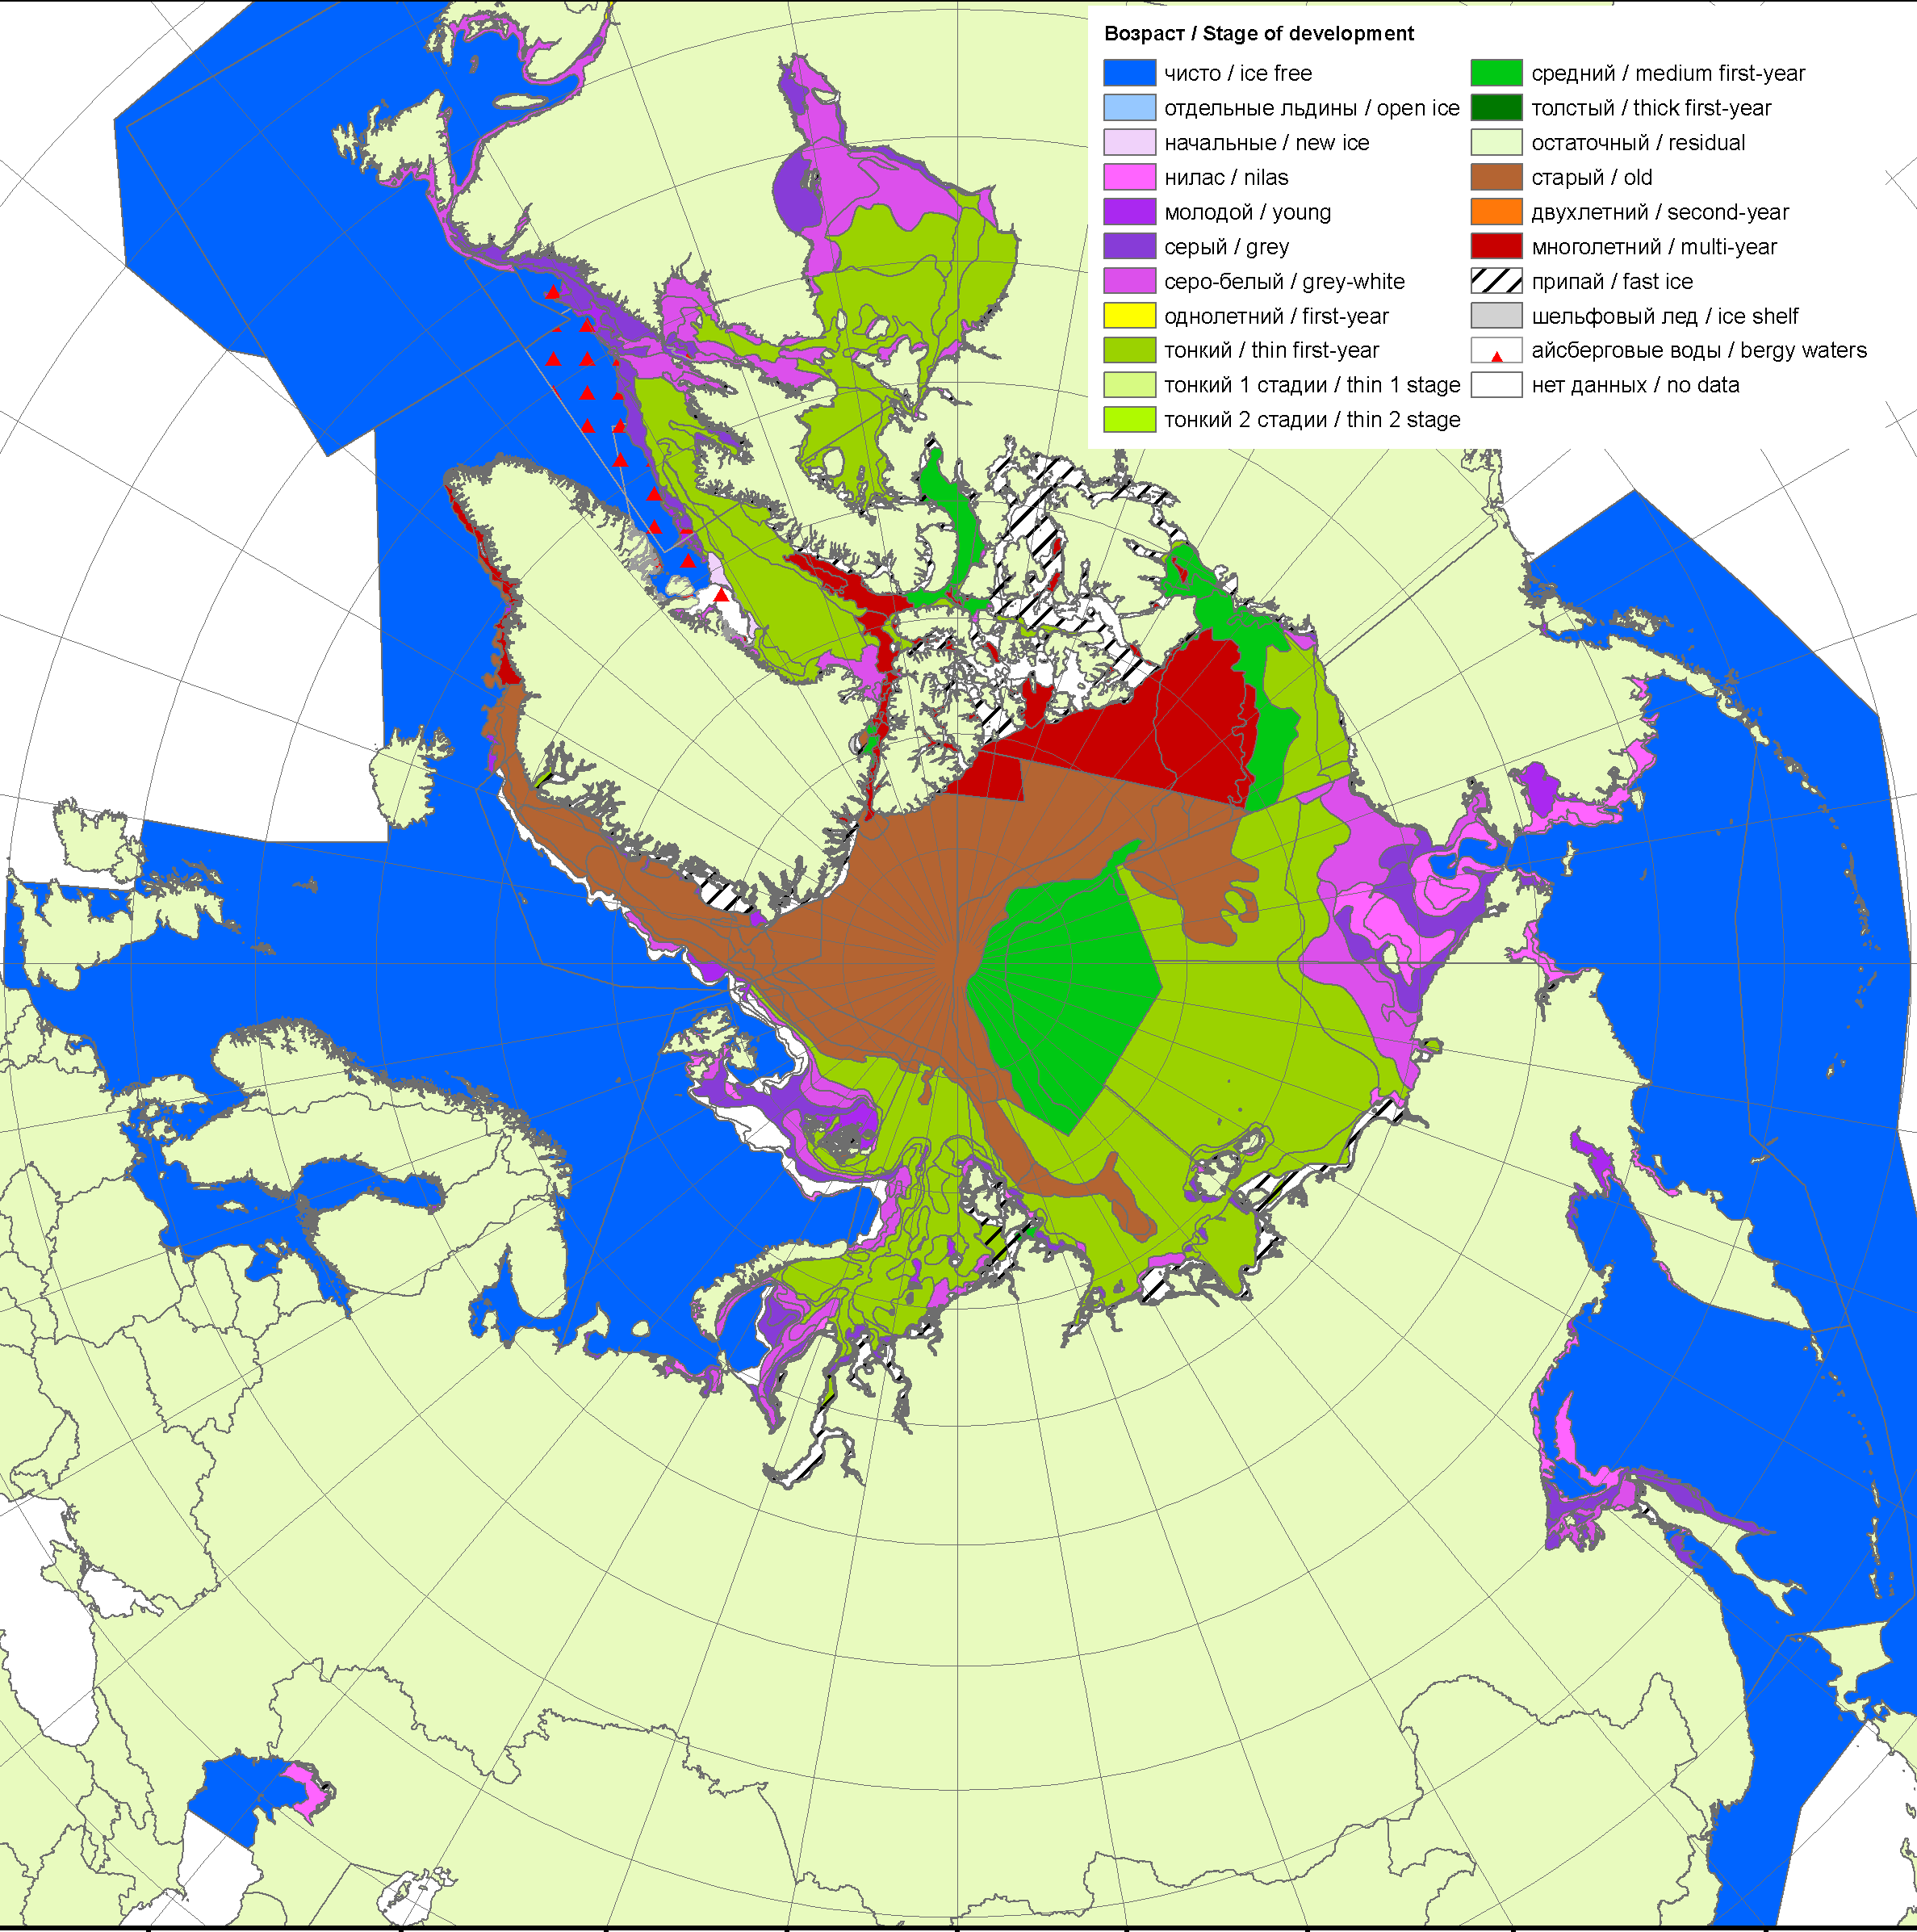 Возраст / Stage of development
чисто / ice free
отдельные льдины / open ice
начальные / new ice
нилас / nilas
молодой / young
серый / grey
серо-белый / grey-white
однолетний / first-year
тонкий / thin first-year
тонкий 1 стадии / thin 1 stage
тонкий 2 стадии / thin 2 stage
средний / medium first-year
толстый / thick first-year
остаточный / residual
старый / old
двухлетний / second-year
многолетний / multi-year
припай / fast ice
шельфовый лед / ice shelf
айсберговые воды / bergy waters
нет данных / no data